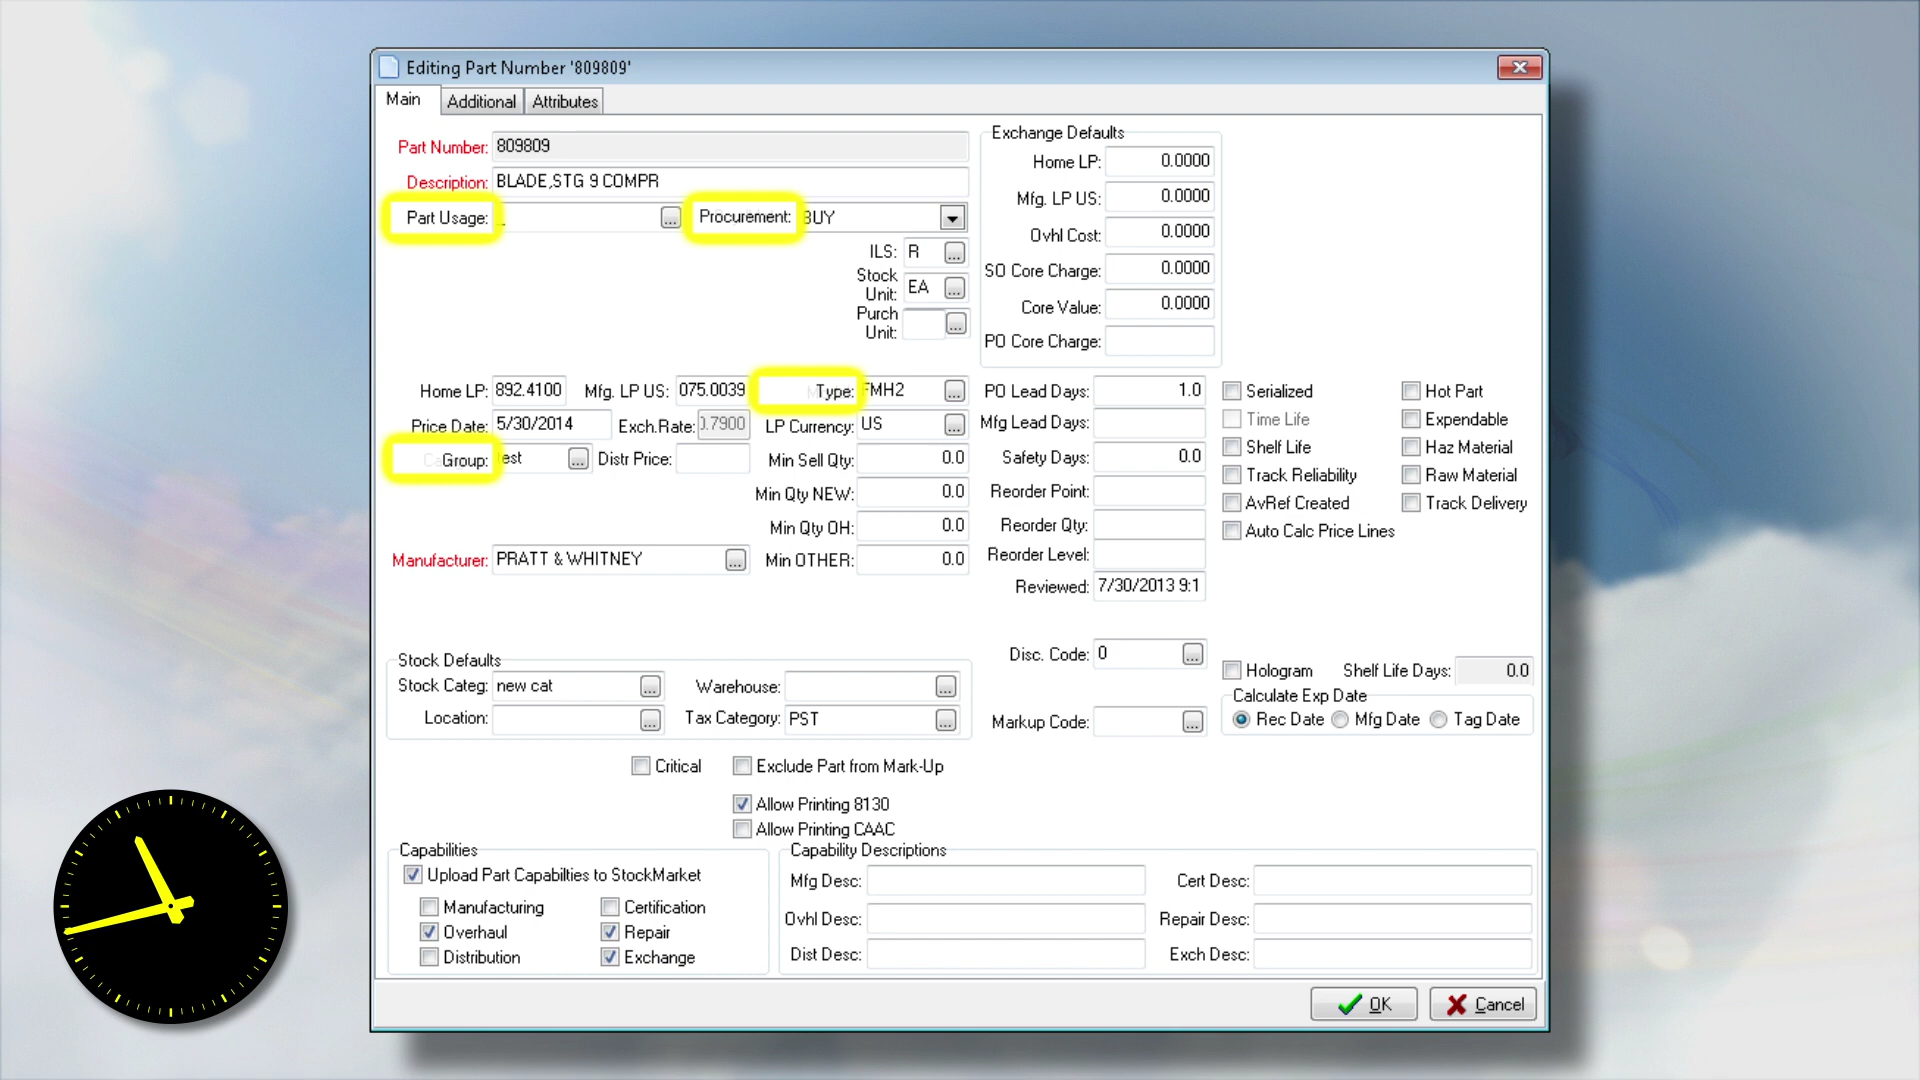 Editing Part Number '809809'
Main Additional Attributes
Part Number: 809809
Description: BLADE,STG 9 COMPR
Part Usage: ... Procurement: BUY
ILS: R ...
Stock Unit: EA ...
Purch Unit: ...
Exchange Defaults
Home LP: 0.0000
Mfg. LP US: 0.0000
Ovhl Cost: 0.0000
SO Core Charge: 0.0000
Core Value: 0.0000
PO Core Charge:
Home LP: 892.4100 Mfg. LP US: 075.0039 Type: FMH2 ...
Price Date: 5/30/2014 Exch.Rate: 0.7900 LP Currency: US ...
Group: test ... Distr Price: Min Sell Qty: 0.0
Min Qty NEW: 0.0
Min Qty OH: 0.0
Manufacturer: PRATT & WHITNEY ... Min OTHER: 0.0
PO Lead Days: 1.0
Mfg Lead Days:
Safety Days: 0.0
Reorder Point:
Reorder Qty:
Reorder Level:
Reviewed: 7/30/2013 9:1
Serialized Hot Part
Time Life Expendable
Shelf Life Haz Material
Track Reliability Raw Material
AvRef Created Track Delivery
Auto Calc Price Lines
Stock Defaults
Stock Categ: new cat ... Warehouse: ...
Location: ... Tax Category: PST ...
Disc. Code: 0 ...
Markup Code: ...
Hologram Shelf Life Days: 0.0
Calculate Exp Date
Rec Date Mfg Date Tag Date
Critical Exclude Part from Mark-Up
Allow Printing 8130
Allow Printing CAAC
Capabilities
Upload Part Capabilties to StockMarket
Manufacturing Certification
Overhaul Repair
Distribution Exchange
Capability Descriptions
Mfg Desc: Cert Desc:
Ovhl Desc: Repair Desc:
Dist Desc: Exch Desc:
OK Cancel